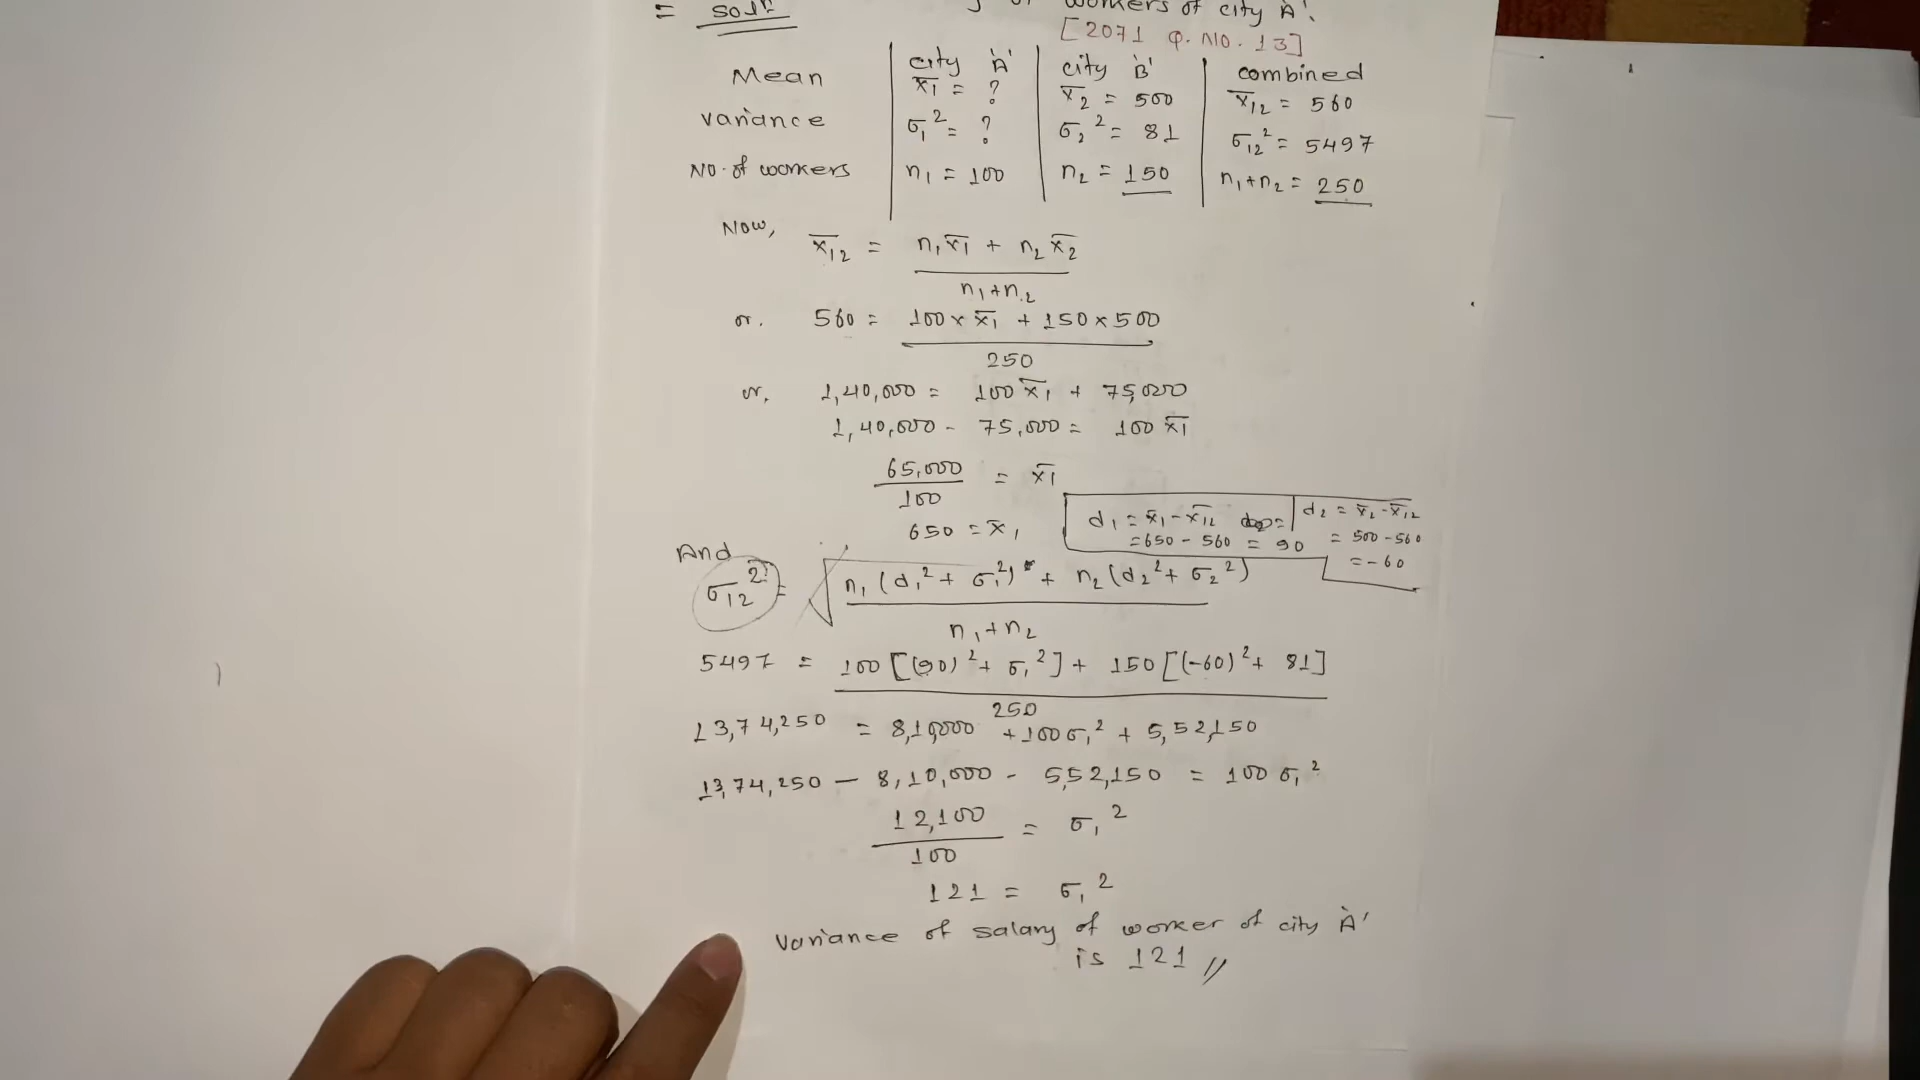 = solⁿ workers of city 'A'.
[2071 Q. NO. 13]
city 'A' city 'B' combined
Mean x̅1 = ? x̅2 = 500 x̅12 = 560
variance σ1² = ? σ2² = 81 σ12² = 5497
NO. of workers n1 = 100 n2 = 150 n1+n2 = 250
Now,
x̅12 = n1x̅1 + n2x̅2
n1+n2
or. 560 = 100 × x̅1 + 150 × 500
250
or, 1,40,000 = 100 x̅1 + 75,000
1,40,000 - 75,000 = 100 x̅1
65,000 = x̅1
100
650 = x̅1
d1 = x̅1 - x̅12
= 650 - 560 = 90
d2 = x̅2 - x̅12
= 500 - 560
= -60
And
σ12² = √ n1 (d1² + σ1²) + n2 (d2² + σ2²)
n1+n2
5497 = 100 [(90)² + σ1²] + 150 [(-60)² + 81]
250
13,74,250 = 8,10,000 + 100 σ1² + 5,52,150
13,74,250 - 8,10,000 - 5,52,150 = 100 σ1²
12,100 = σ1²
100
121 = σ1²
variance of salary of worker of city 'A'
is 121 //